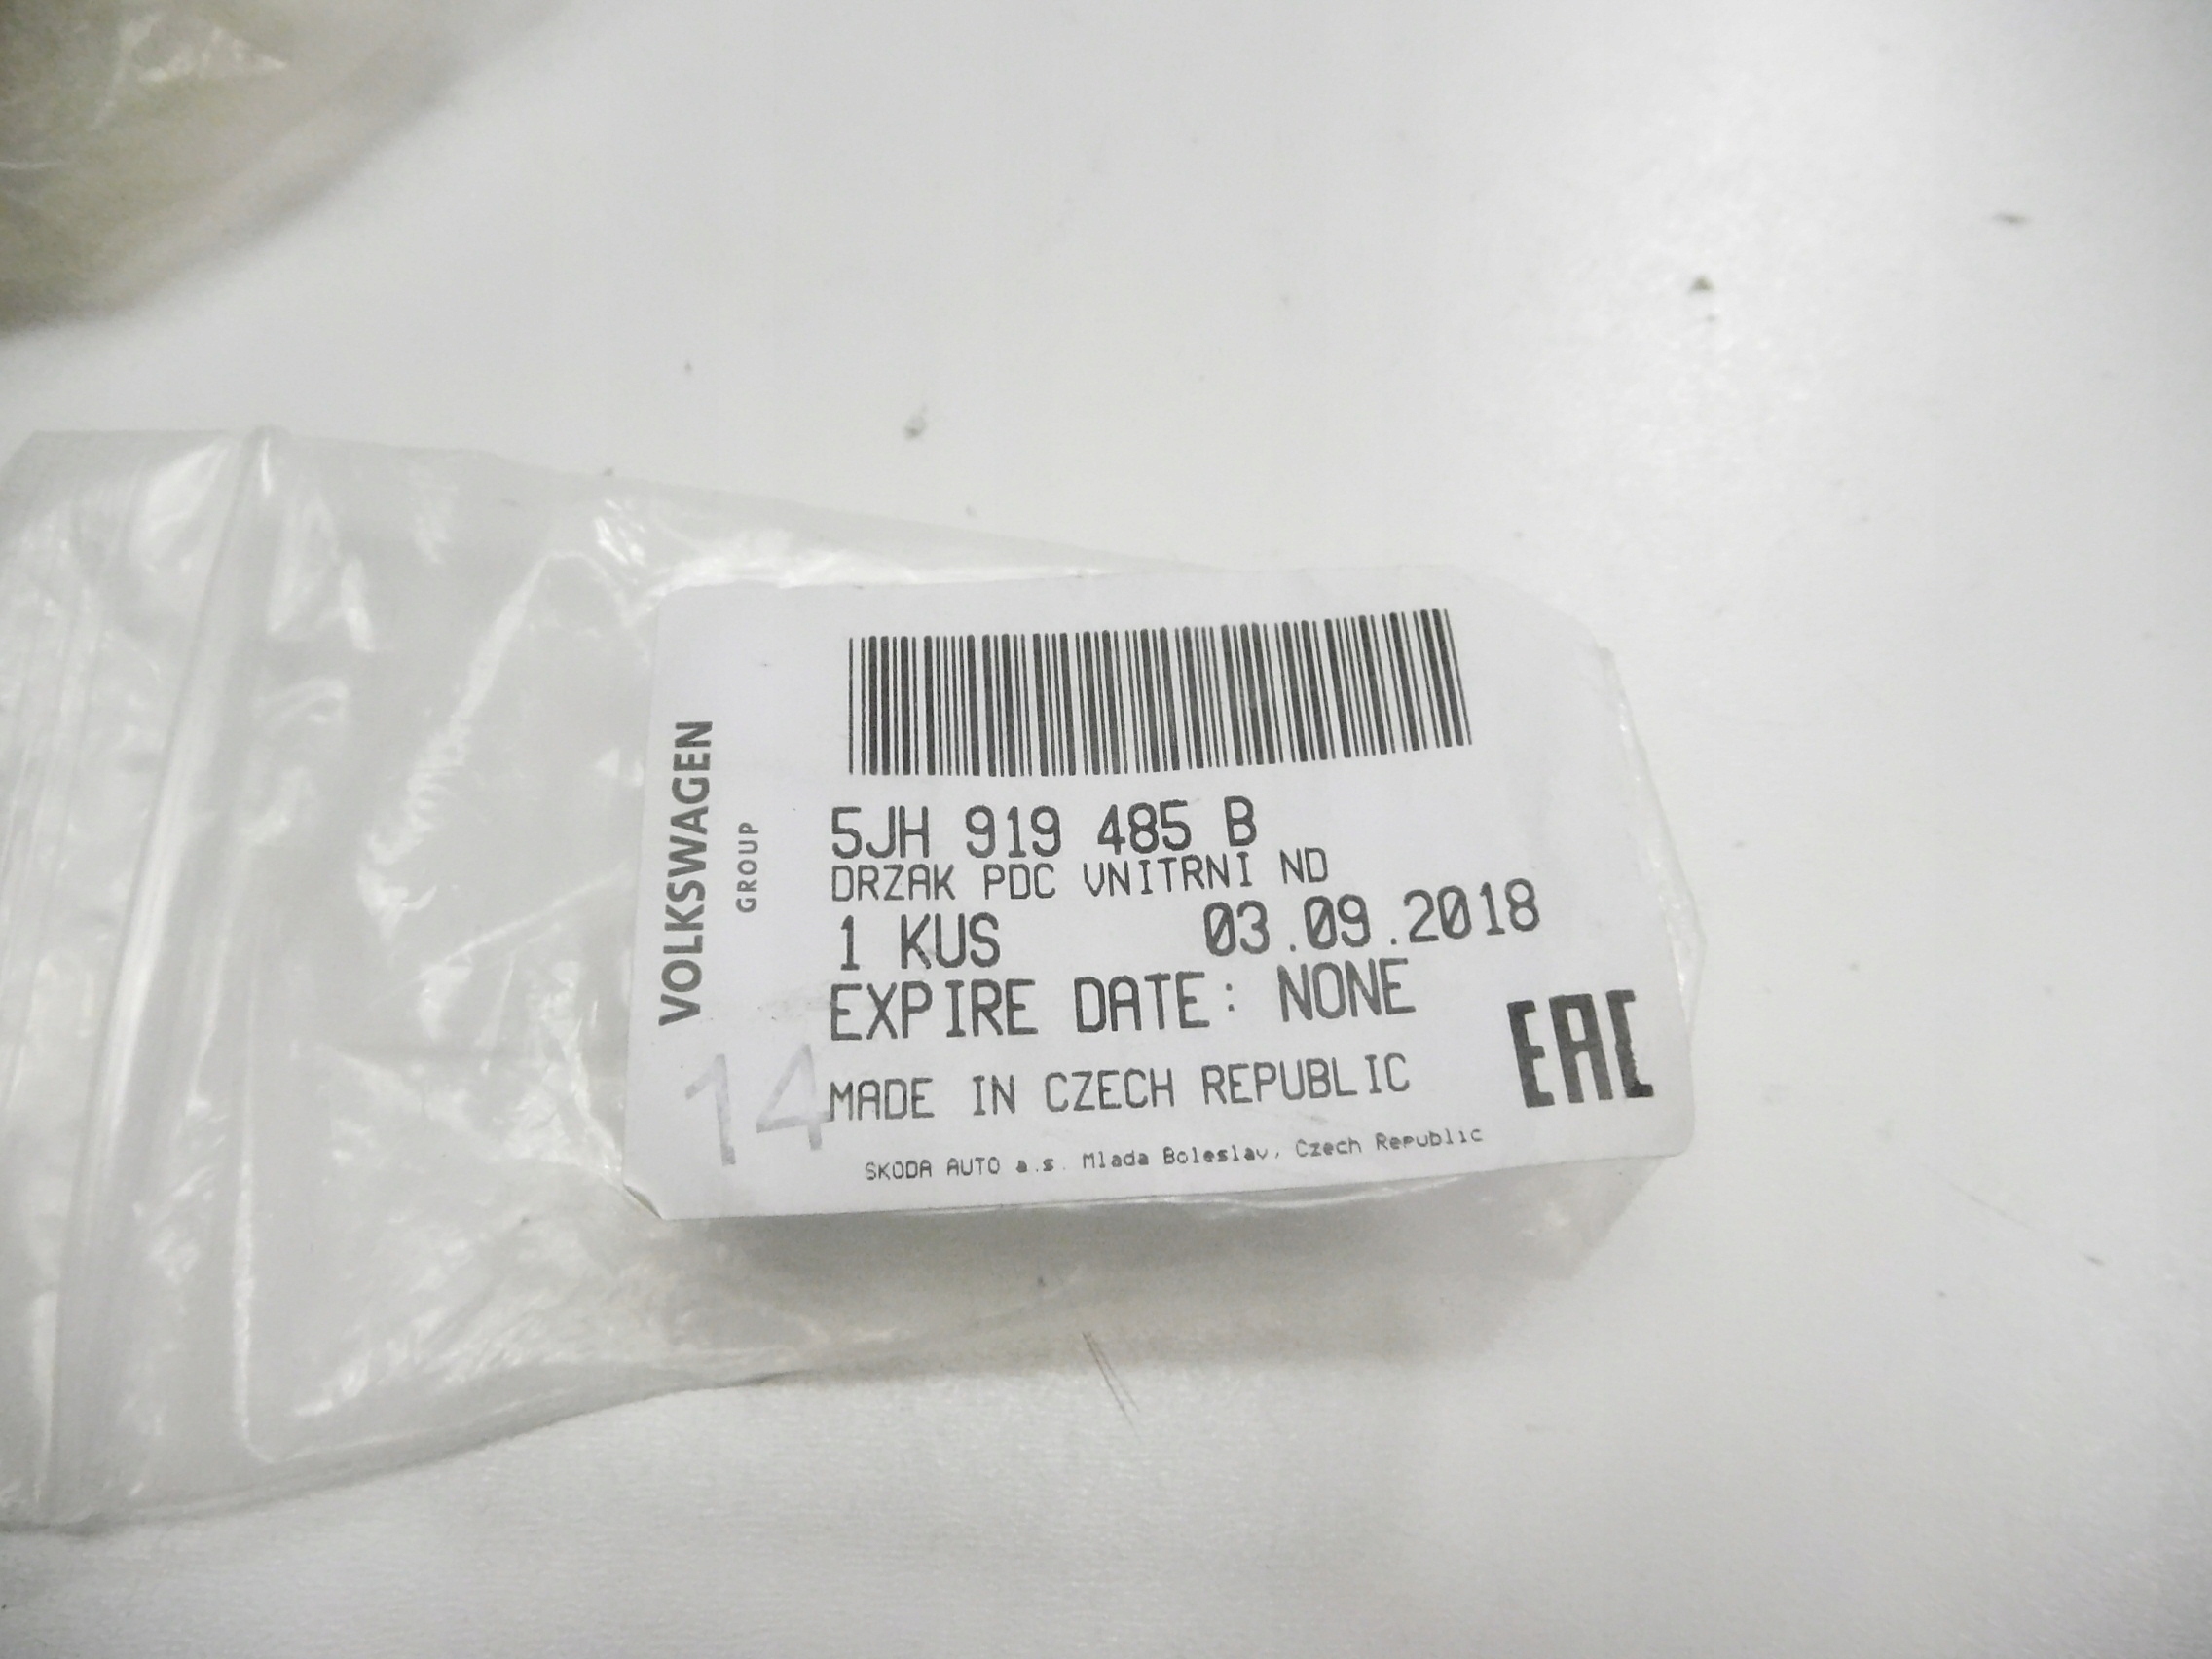 VOLKSWAGEN
GROUP
5JH 919 485 B
DRZAK PDC VNITRNI ND
1 KUS 03.09.2018
EXPIRE DATE: NONE
EAC
14
MADE IN CZECH REPUBLIC
SKODA AUTO a.s. Mlada Boleslav, Czech Republic